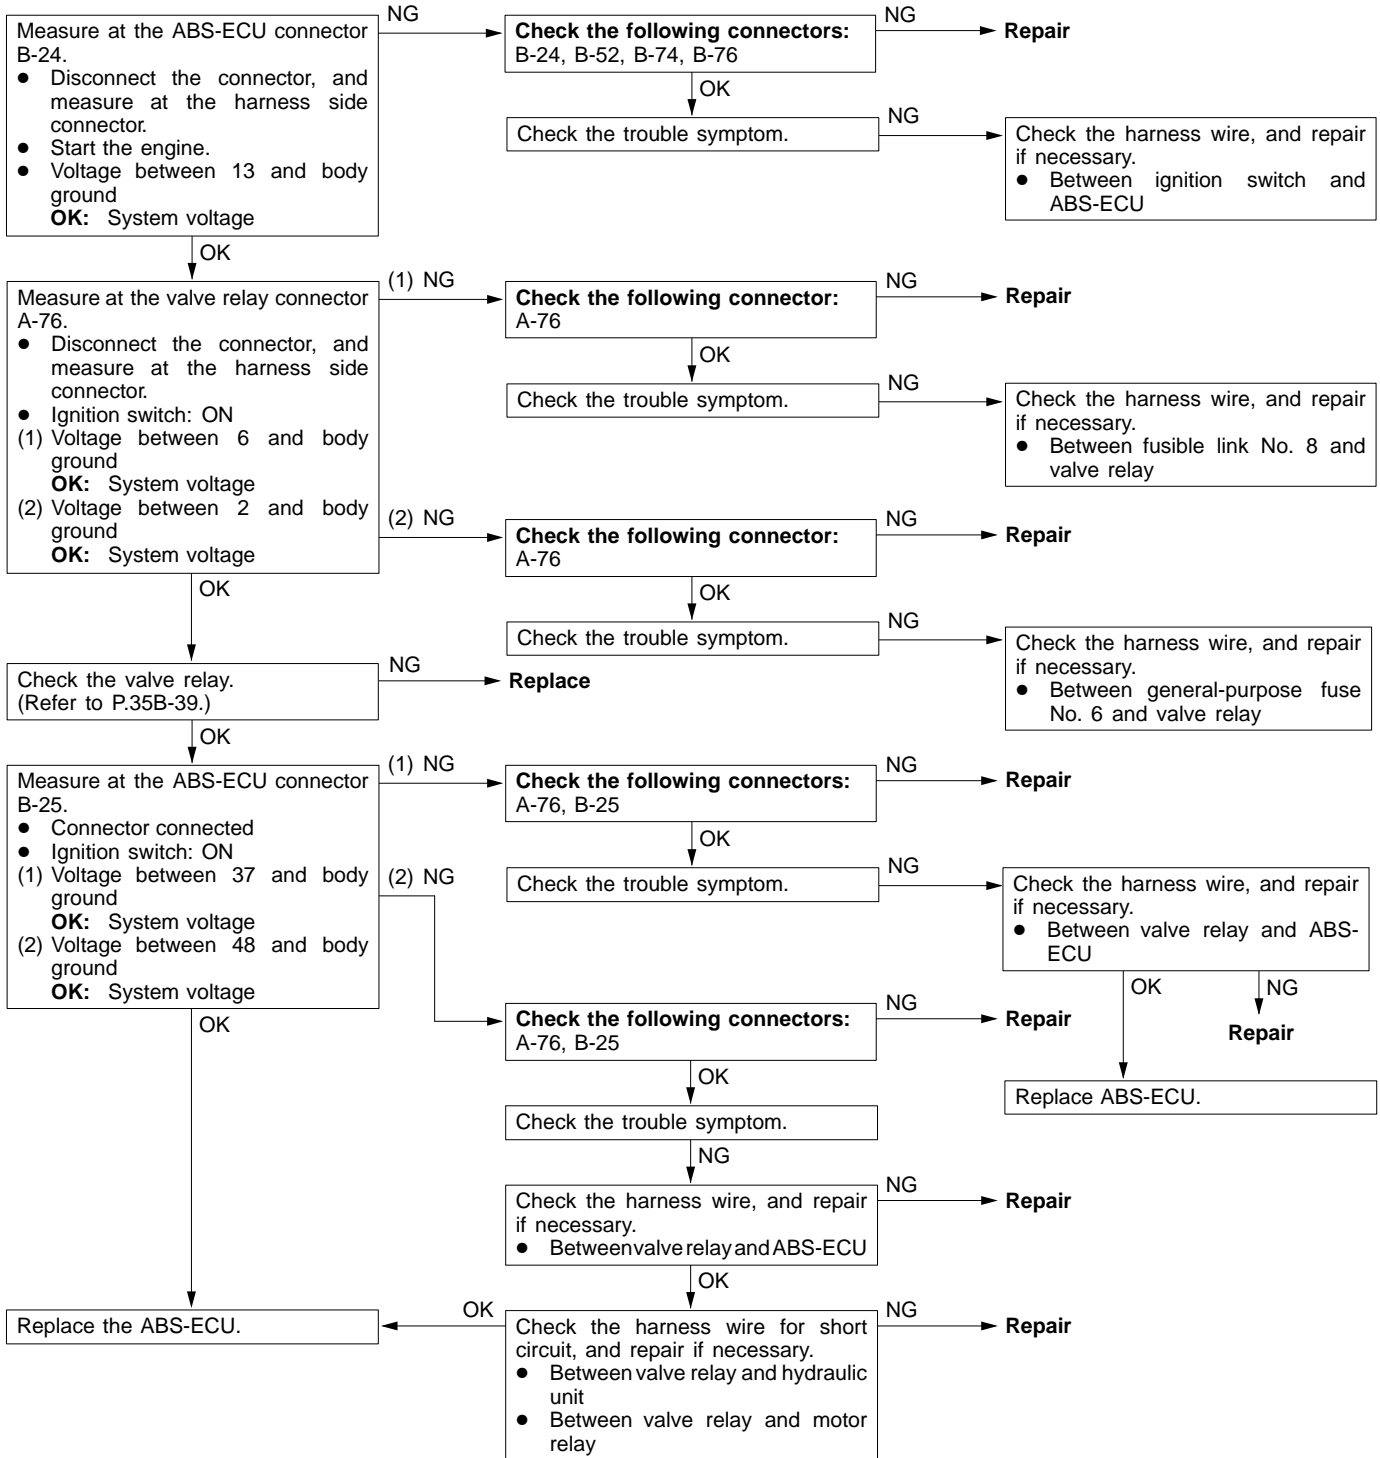 Measure at the ABS-ECU connector
B-24.
● Disconnect the connector, and
measure at the harness side
connector.
● Start the engine.
● Voltage between 13 and body
ground
OK: System voltage
NG
Check the following connectors:
B-24, B-52, B-74, B-76
NG
Repair
OK
Check the trouble symptom.
NG
Check the harness wire, and repair
if necessary.
● Between ignition switch and
ABS-ECU
OK
Measure at the valve relay connector
A-76.
● Disconnect the connector, and
measure at the harness side
connector.
● Ignition switch: ON
(1) Voltage between 6 and body
ground
OK: System voltage
(2) Voltage between 2 and body
ground
OK: System voltage
(1) NG
Check the following connector:
A-76
NG
Repair
OK
Check the trouble symptom.
NG
Check the harness wire, and repair
if necessary.
● Between fusible link No. 8 and
valve relay
(2) NG
Check the following connector:
A-76
NG
Repair
OK
Check the trouble symptom.
NG
Check the harness wire, and repair
if necessary.
● Between general-purpose fuse
No. 6 and valve relay
OK
Check the valve relay.
(Refer to P.35B-39.)
NG
Replace
OK
Measure at the ABS-ECU connector
B-25.
● Connector connected
● Ignition switch: ON
(1) Voltage between 37 and body
ground
OK: System voltage
(2) Voltage between 48 and body
ground
OK: System voltage
(1) NG
Check the following connectors:
A-76, B-25
NG
Repair
OK
Check the trouble symptom.
NG
Check the harness wire, and repair
if necessary.
● Between valve relay and ABS-
ECU
OK
NG
Repair
Replace ABS-ECU.
(2) NG
Check the following connectors:
A-76, B-25
NG
Repair
OK
Check the trouble symptom.
NG
Check the harness wire, and repair
if necessary.
● Between valve relay and ABS-ECU
NG
Repair
OK
Check the harness wire for short
circuit, and repair if necessary.
● Between valve relay and hydraulic
unit
● Between valve relay and motor
relay
NG
Repair
OK
OK
Replace the ABS-ECU.